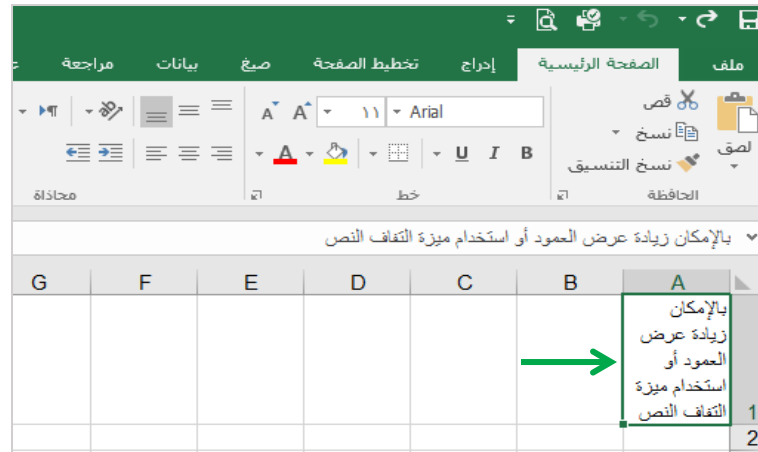 ملف الصفحة الرئيسية إدراج تخطيط الصفحة صيغ بيانات مراجعة
لصق
قص
نسخ
نسخ التنسيق
Arial ١١ A A
B I U A
الحافظة خط محاذاة
بالإمكان زيادة عرض العمود أو استخدام ميزة التفاف النص
A B C D E F G
1
بالإمكان
زيادة عرض
العمود أو
استخدام ميزة
التفاف النص
2